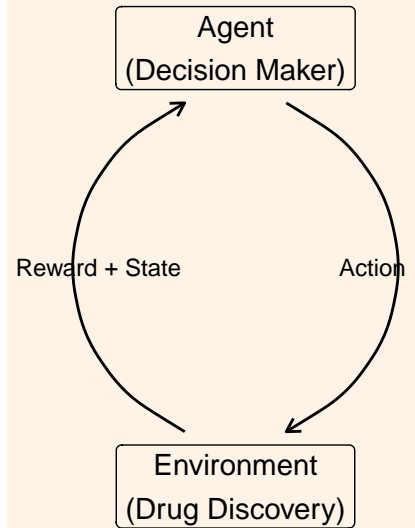 Agent
(Decision Maker)
Reward + State
Action
Environment
(Drug Discovery)